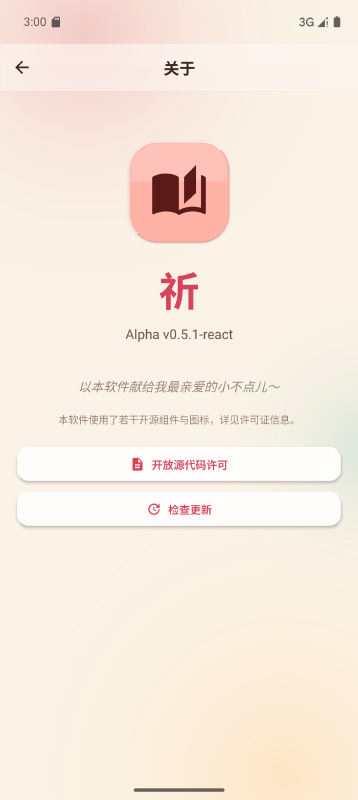 3:00 3G
关于
祈
Alpha v0.5.1-react
以本软件献给我最亲爱的小不点儿～
本软件使用了若干开源组件与图标，详见许可证信息。
开放源代码许可
检查更新